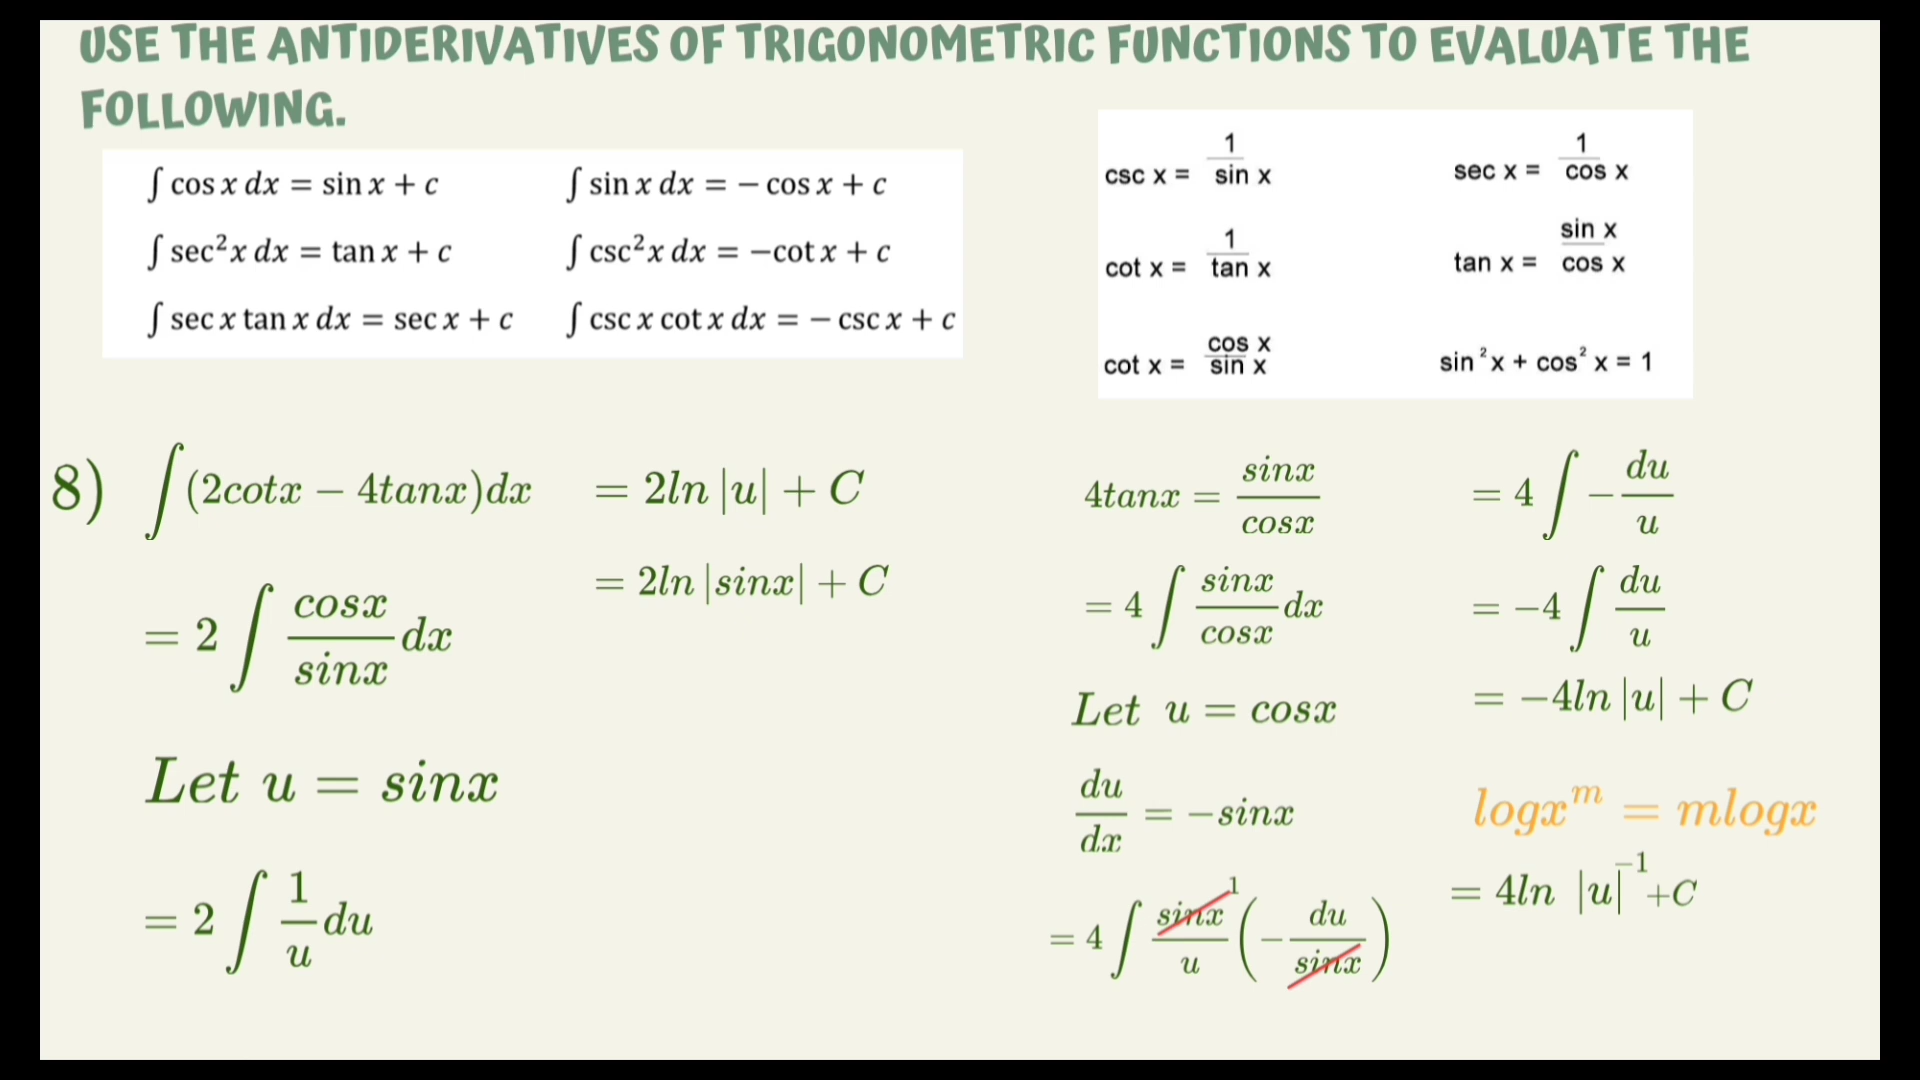 USE THE ANTIDERIVATIVES OF TRIGONOMETRIC FUNCTIONS TO EVALUATE THE
FOLLOWING.
∫ cos x dx = sin x + c
∫ sin x dx = − cos x + c
∫ sec²x dx = tan x + c
∫ csc²x dx = −cot x + c
∫ sec x tan x dx = sec x + c
∫ csc x cot x dx = − csc x + c
csc x = 1/sin x
sec x = 1/cos x
cot x = 1/tan x
tan x = sin x/cos x
cot x = cos x/sin x
sin²x + cos² x = 1
8) ∫(2cotx − 4tanx)dx
= 2∫ cosx/sinx dx
Let u = sinx
= 2∫ 1/u du
= 2ln |u| + C
= 2ln |sinx| + C
4tanx = sinx/cosx
= 4∫ sinx/cosx dx
Let u = cosx
du/dx = −sinx
= 4∫ sinx/u (− du/sinx) 1
= 4∫ − du/u
= −4∫ du/u
= −4ln |u| + C
logx^m = mlogx
= 4ln |u|^−1 +C